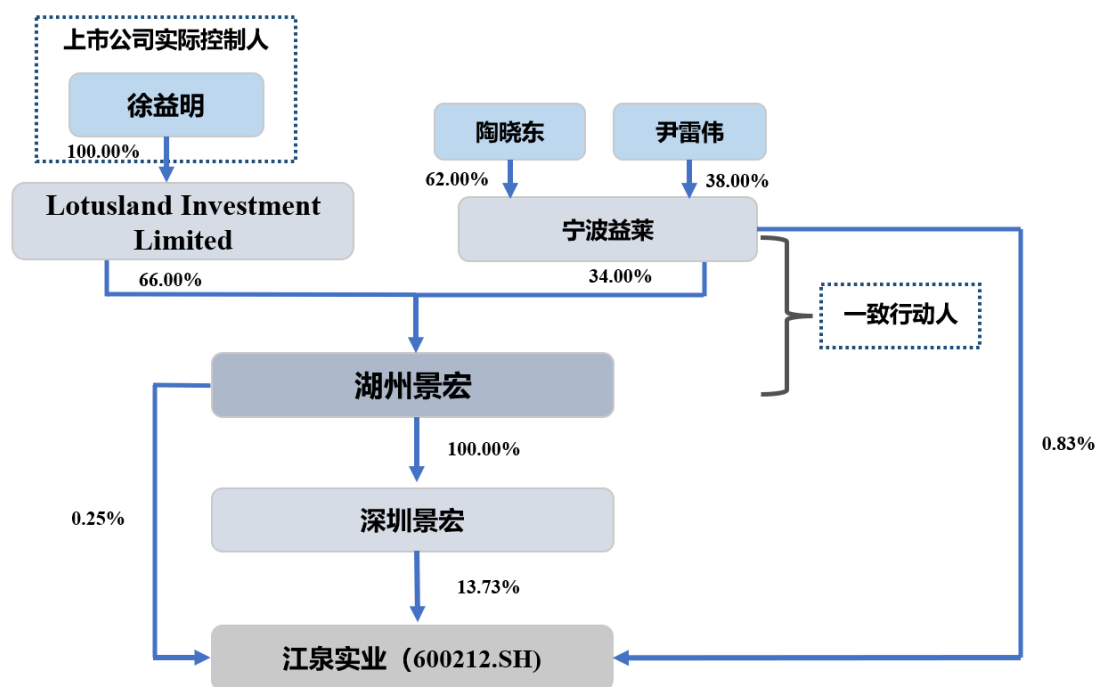 上市公司实际控制人
徐益明
陶晓东
尹雷伟
100.00%
62.00%
38.00%
Lotusland Investment
Limited
宁波益莱
66.00%
34.00%
一致行动人
湖州景宏
100.00%
0.83%
0.25%
深圳景宏
13.73%
江泉实业（600212.SH)